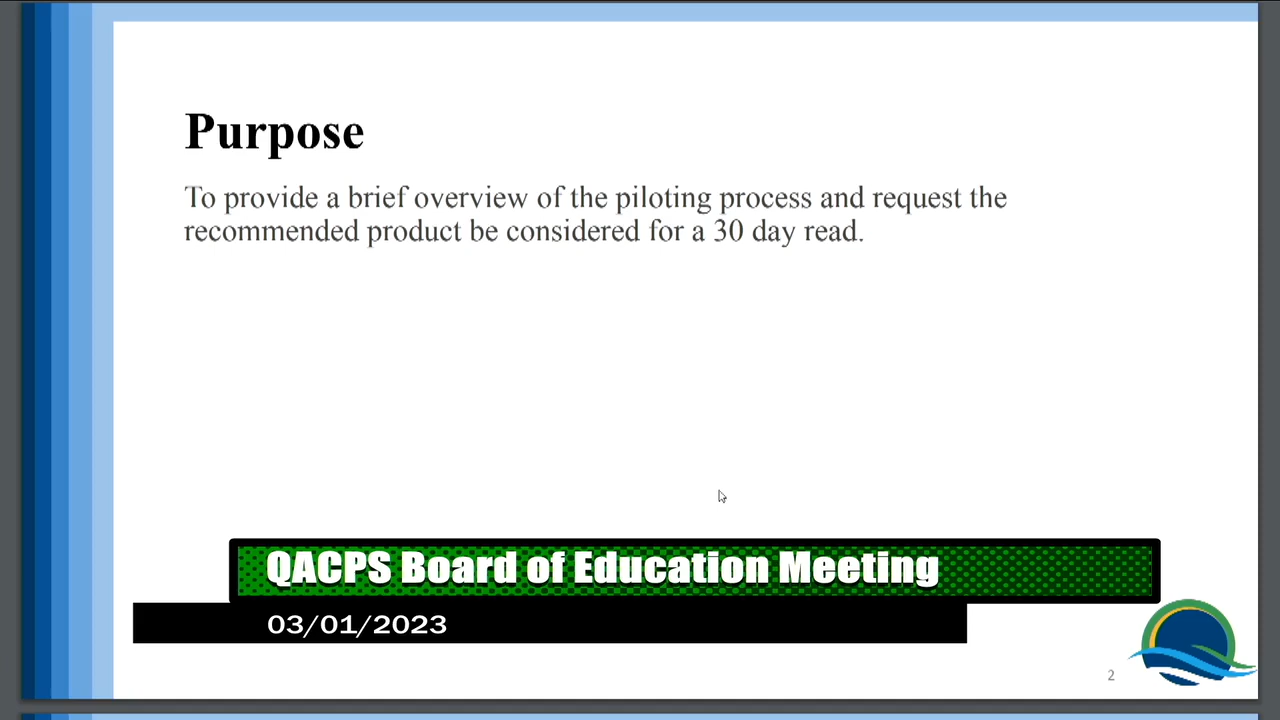 Purpose
To provide a brief overview of the piloting process and request the
recommended product be considered for a 30 day read.
QACPS Board of Education Meeting
03/01/2023
2